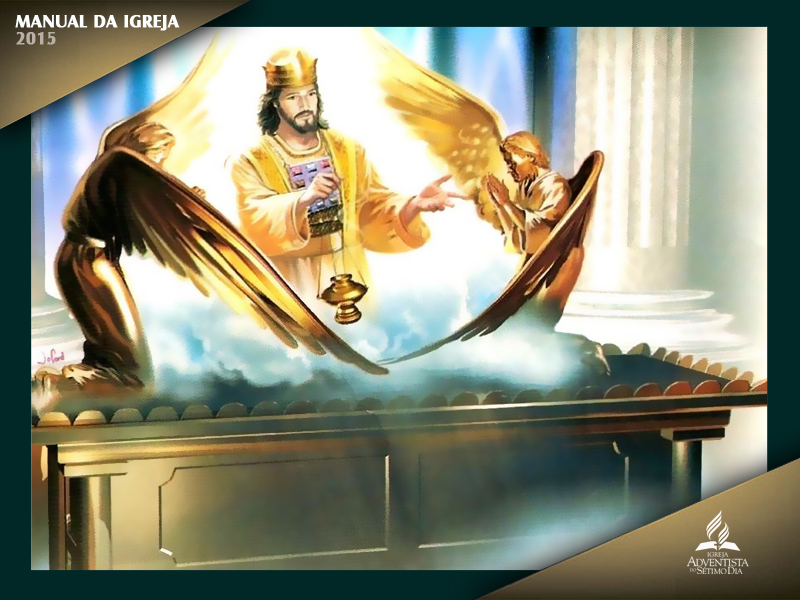 MANUAL DA IGREJA
2015
IGREJA
ADVENTISTA
DO SÉTIMO DIA